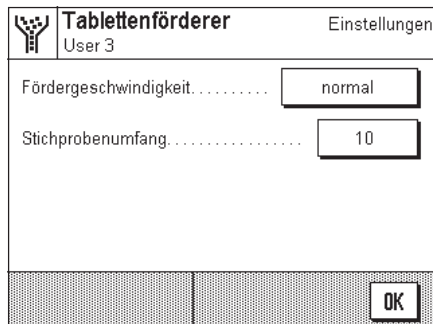 Tablettenförderer Einstellungen
User 3
Fördergeschwindigkeit.......... normal
Stichprobenumfang................. 10
OK